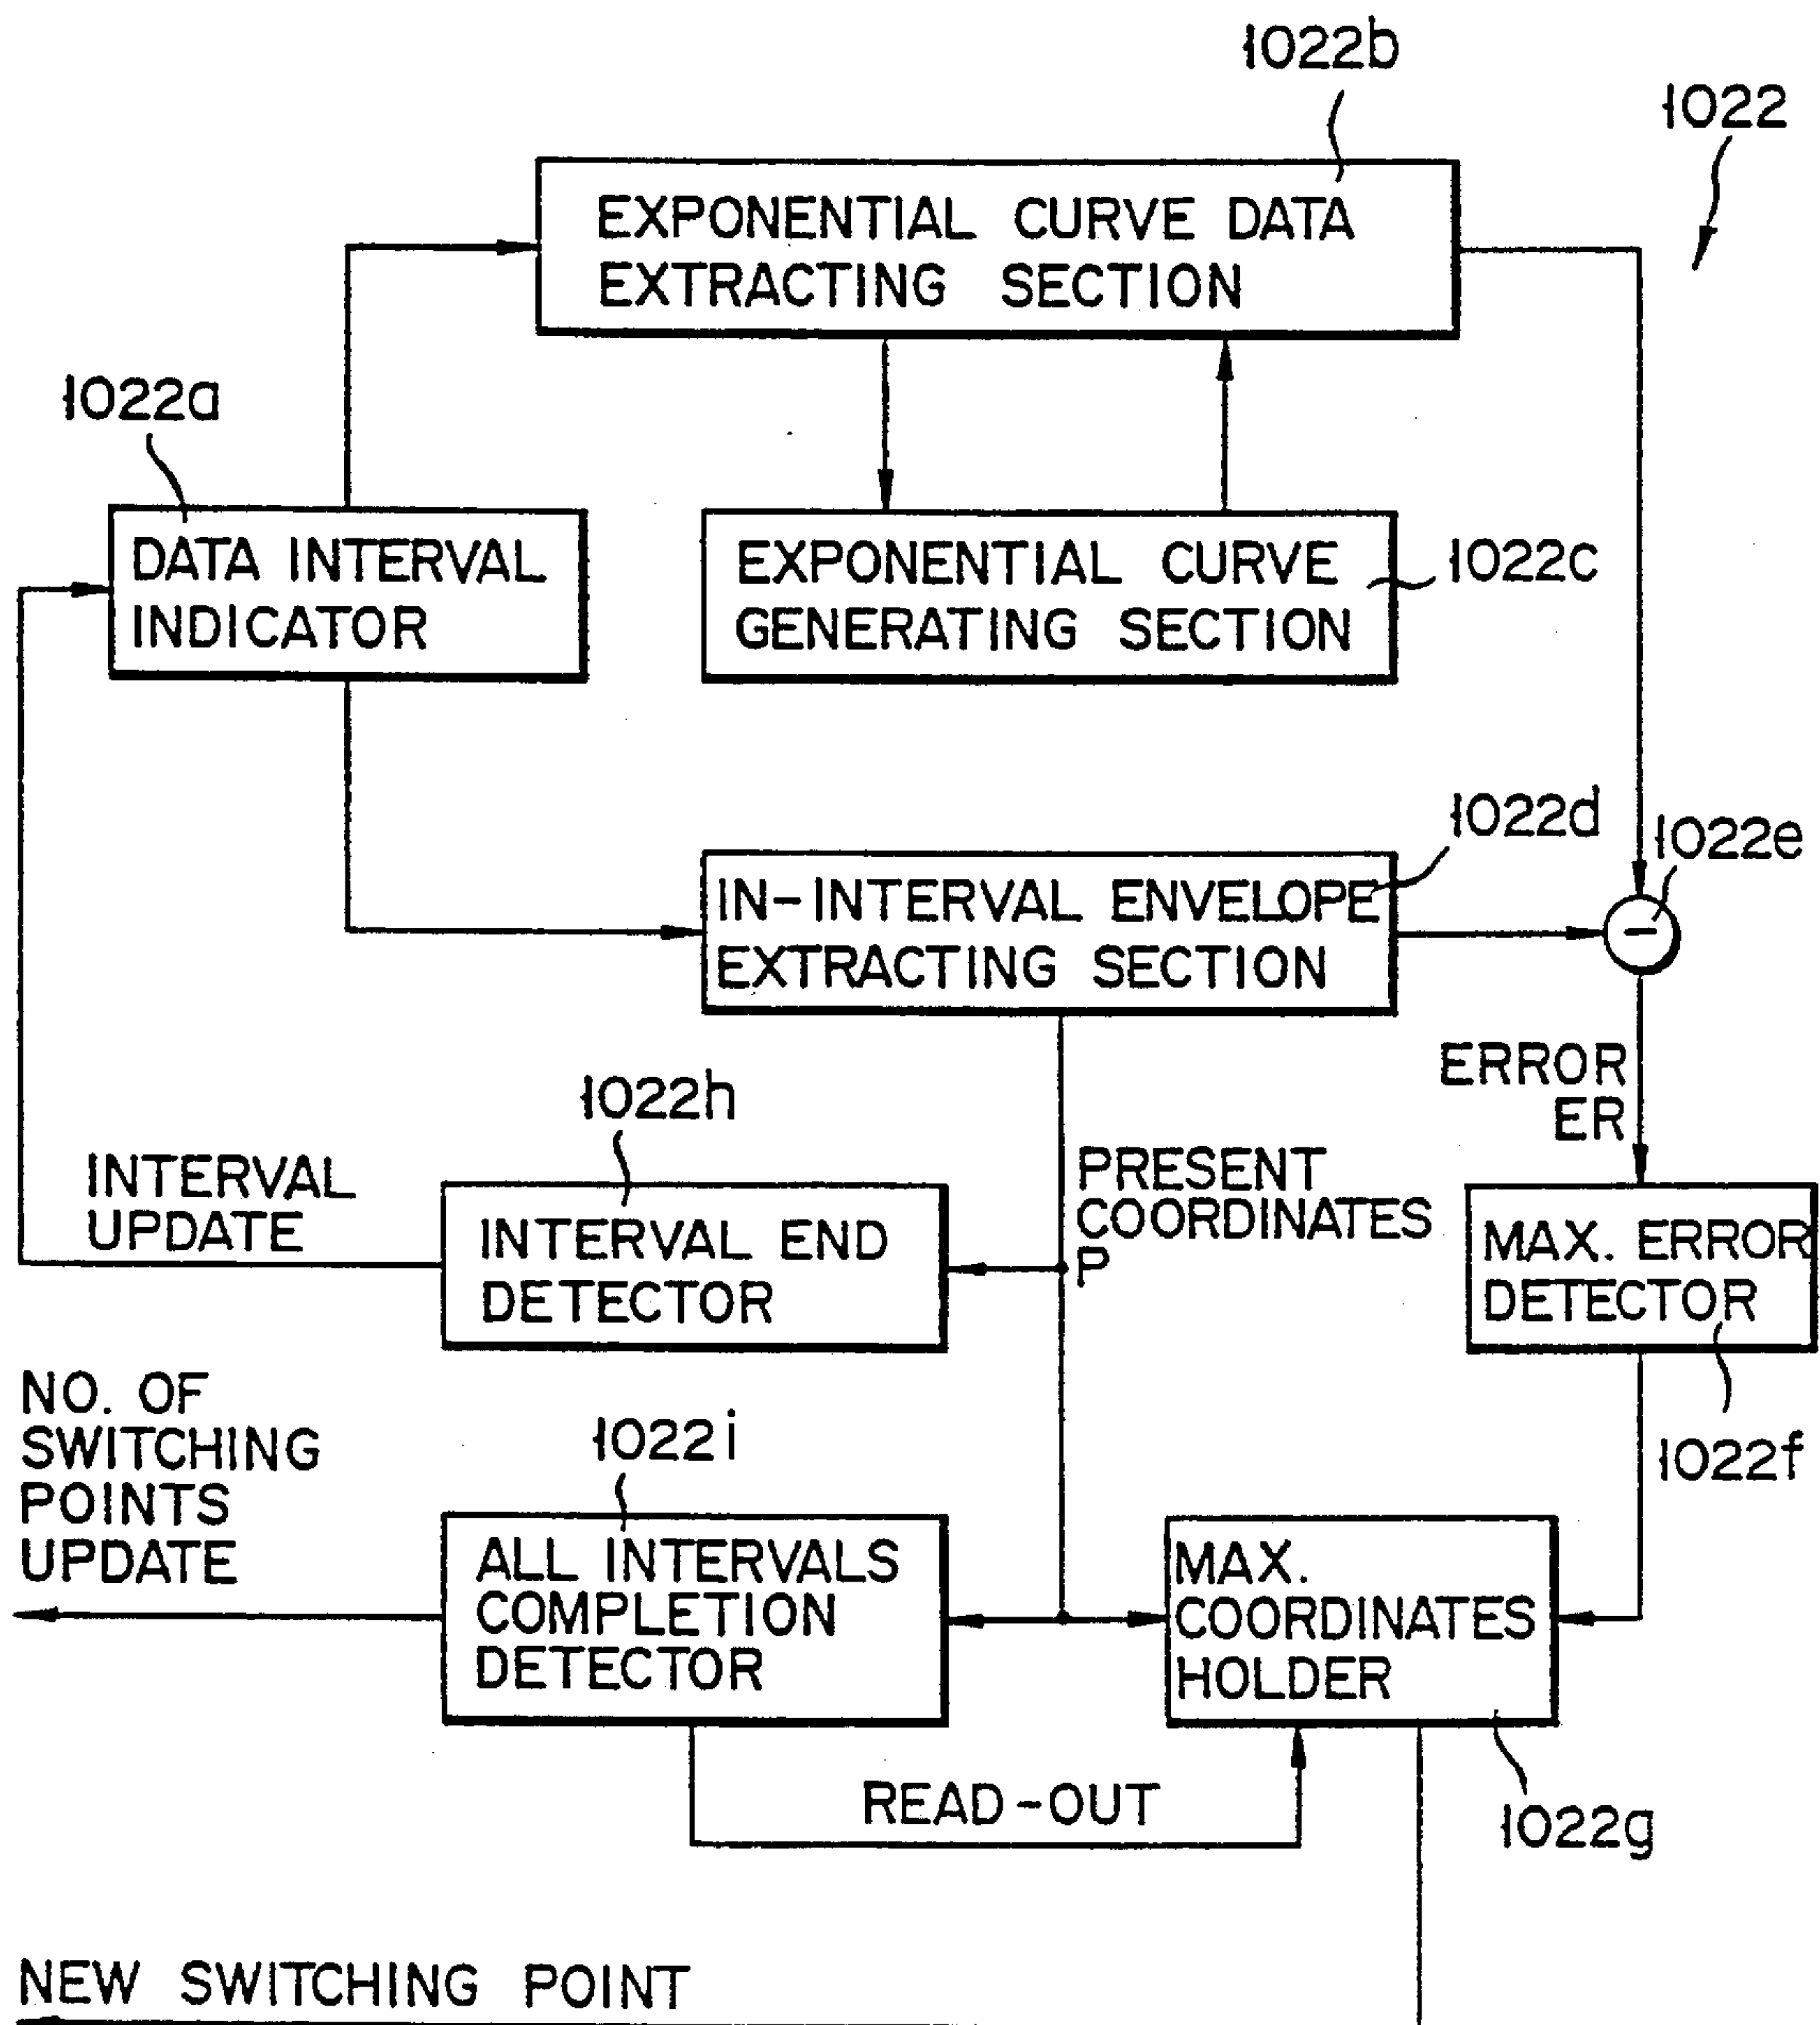 1022b
1022
EXPONENTIAL CURVE DATA
EXTRACTING SECTION
1022a
DATA INTERVAL
INDICATOR
EXPONENTIAL CURVE
GENERATING SECTION
1022c
1022d
1022e
IN-INTERVAL ENVELOPE
EXTRACTING SECTION
−
ERROR
ER
1022h
INTERVAL
UPDATE
INTERVAL END
DETECTOR
PRESENT
COORDINATES
P
MAX. ERROR
DETECTOR
1022f
NO. OF
SWITCHING
POINTS
UPDATE
1022i
ALL INTERVALS
COMPLETION
DETECTOR
MAX.
COORDINATES
HOLDER
READ-OUT
1022g
NEW SWITCHING POINT